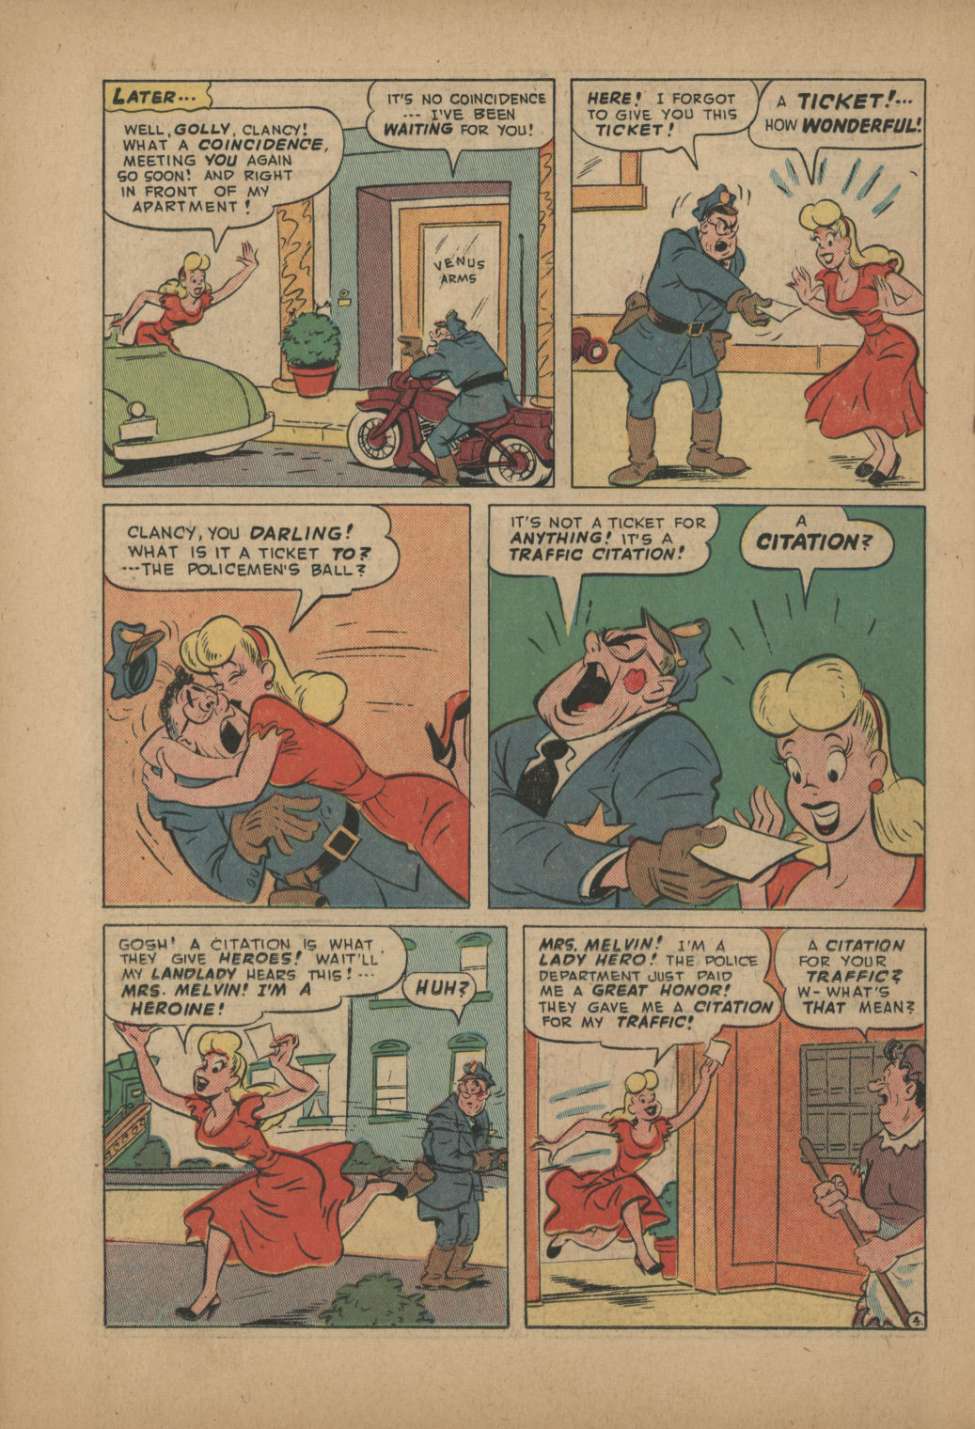 LATER...
WELL, GOLLY, CLANCY!
WHAT A COINCIDENCE,
MEETING YOU AGAIN
SO SOON! AND RIGHT
IN FRONT OF MY
APARTMENT!
IT'S NO COINCIDENCE
... I'VE BEEN
WAITING FOR YOU!
VENUS
ARMS
HERE! I FORGOT
TO GIVE YOU THIS
TICKET!
A TICKET!...
HOW WONDERFUL!
CLANCY, YOU DARLING!
WHAT IS IT A TICKET TO?
...THE POLICEMEN'S BALL?
IT'S NOT A TICKET FOR
ANYTHING! IT'S A
TRAFFIC CITATION!
A
CITATION?
GOSH! A CITATION IS WHAT
THEY GIVE HEROES! WAIT'LL
MY LANDLADY HEARS THIS!...
MRS. MELVIN! I'M A
HEROINE!
HUH?
MRS. MELVIN! I'M A
LADY HERO! THE POLICE
DEPARTMENT JUST PAID
ME A GREAT HONOR!
THEY GAVE ME A CITATION
FOR MY TRAFFIC!
A CITATION
FOR YOUR
TRAFFIC?
W-WHAT'S
THAT MEAN?
4